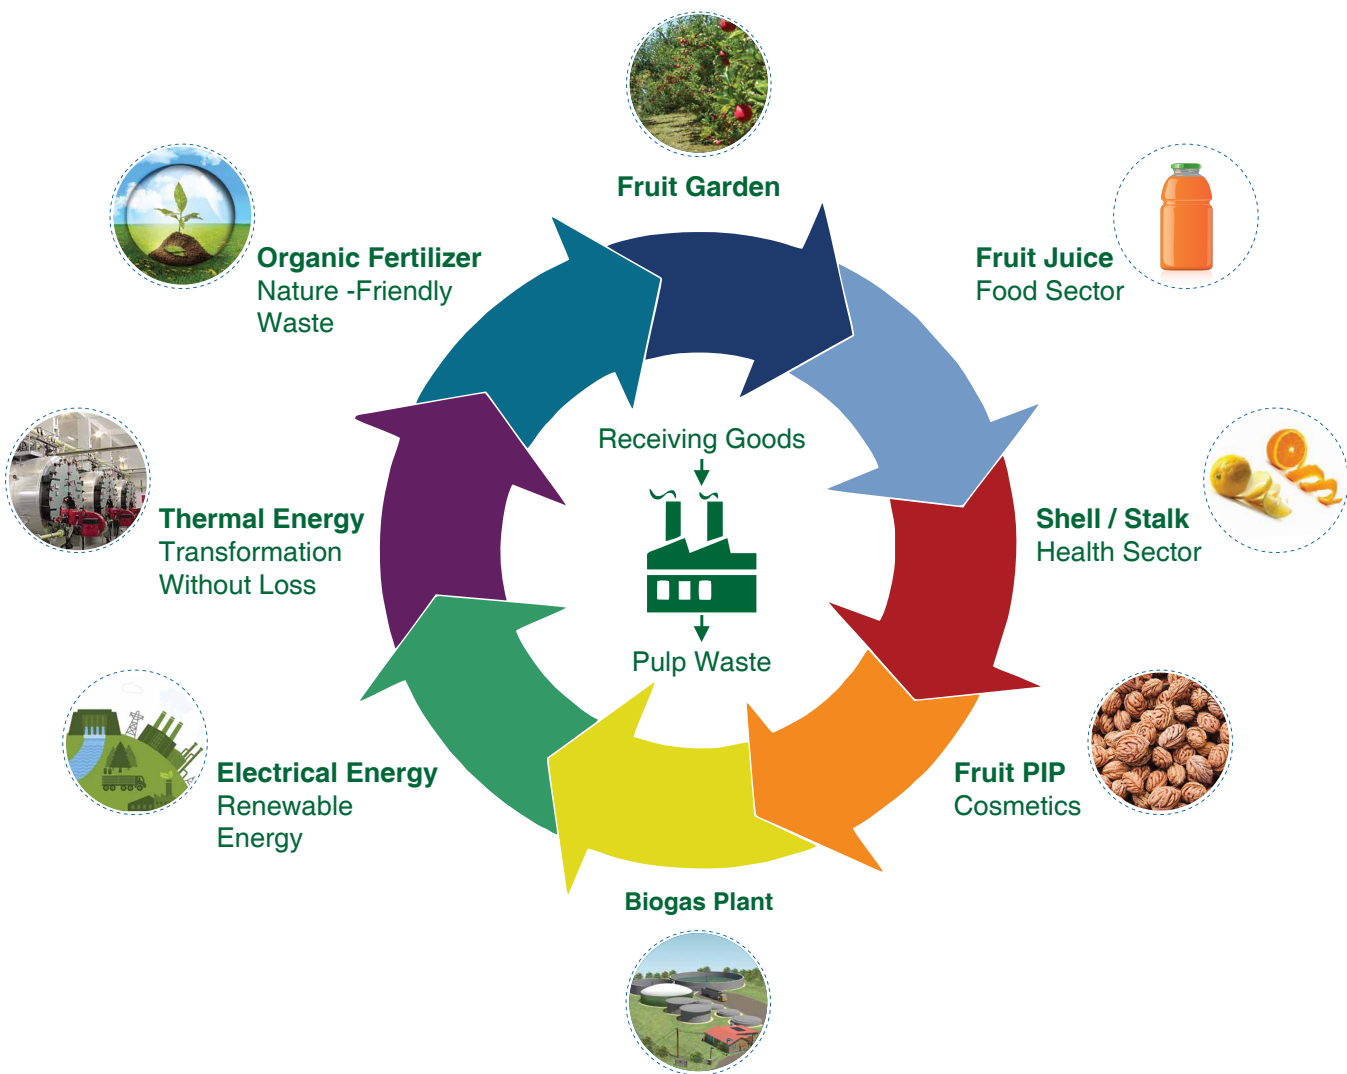 Fruit Garden
Fruit Juice
Food Sector
Shell / Stalk
Health Sector
Fruit PIP
Cosmetics
Biogas Plant
Electrical Energy
Renewable
Energy
Thermal Energy
Transformation
Without Loss
Organic Fertilizer
Nature -Friendly
Waste
Receiving Goods
Pulp Waste